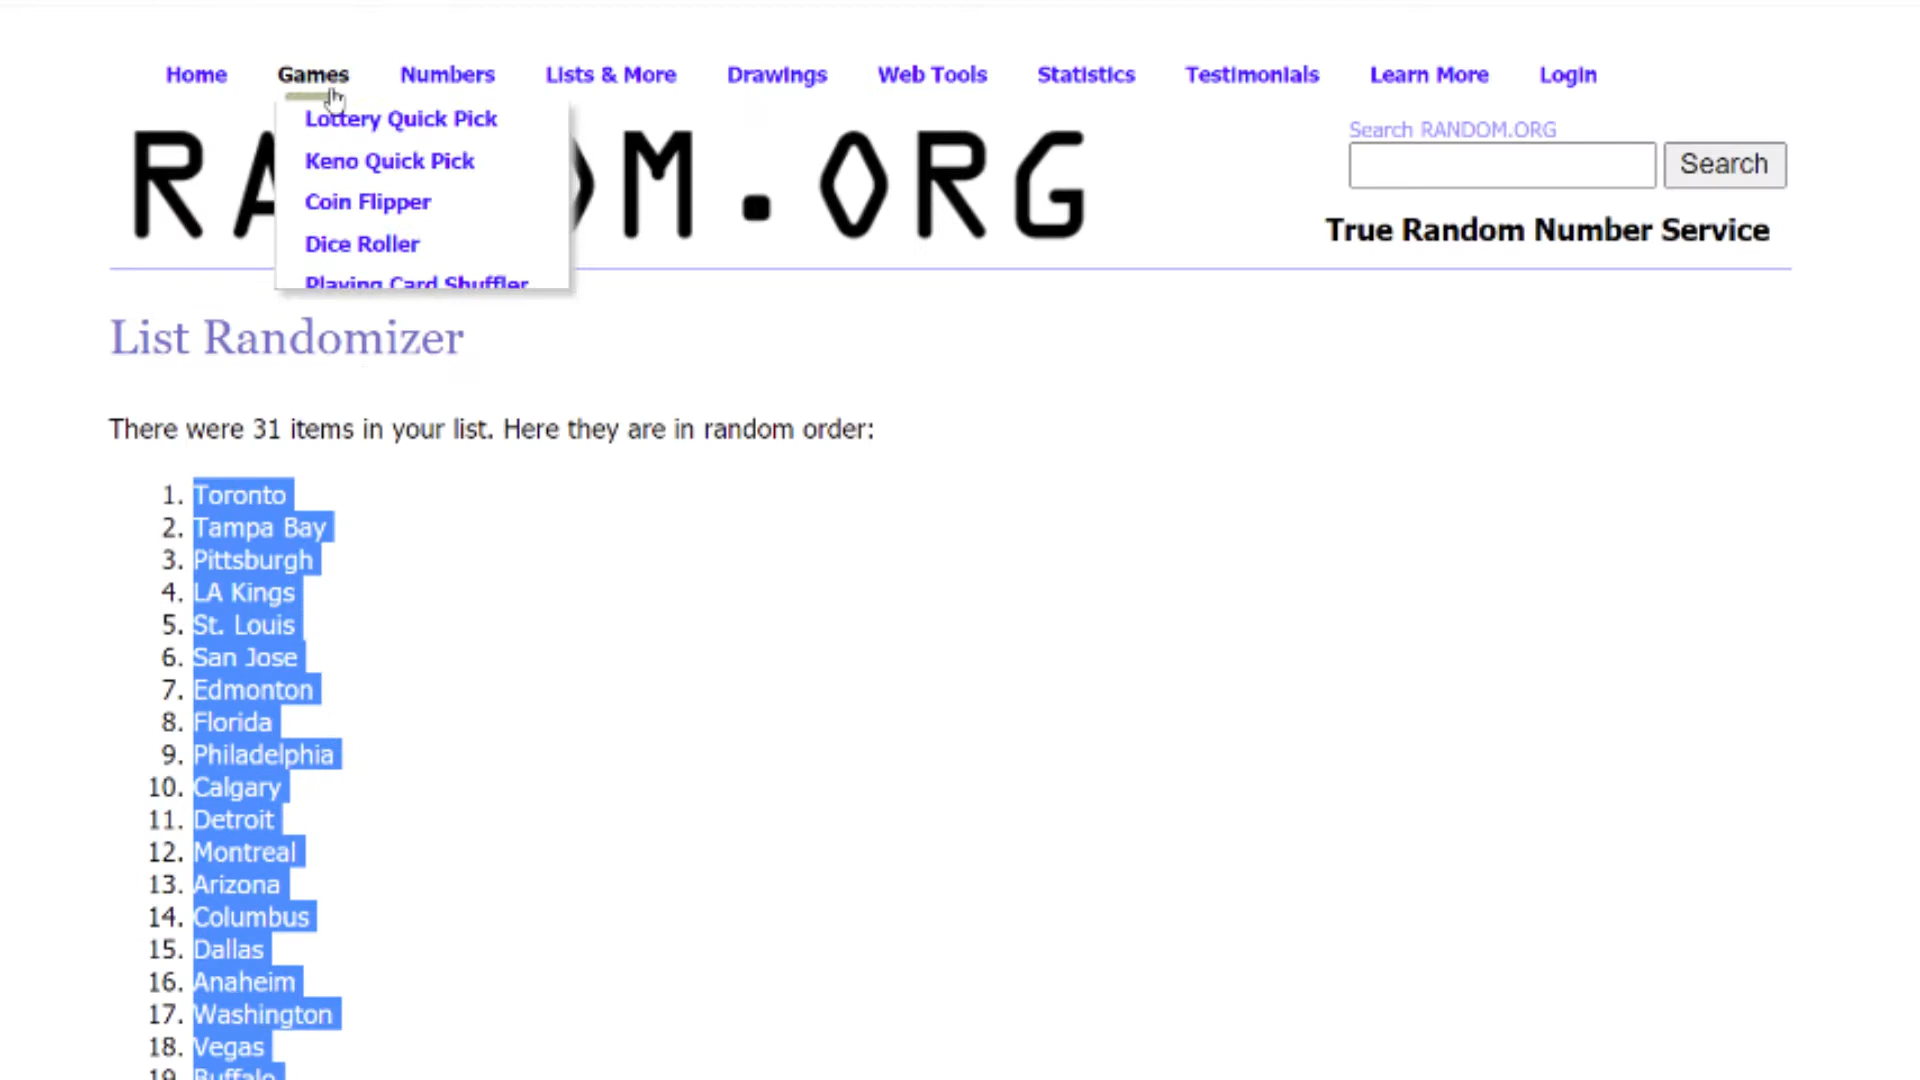 Home Games Numbers Lists & More Drawings Web Tools Statistics Testimonials Learn More Login
Lottery Quick Pick
Keno Quick Pick
Coin Flipper
Dice Roller
Playing Card Shuffler
RA DOM.ORG
Search RANDOM.ORG
Search
True Random Number Service
List Randomizer
There were 31 items in your list. Here they are in random order:
1. Toronto
2. Tampa Bay
3. Pittsburgh
4. LA Kings
5. St. Louis
6. San Jose
7. Edmonton
8. Florida
9. Philadelphia
10. Calgary
11. Detroit
12. Montreal
13. Arizona
14. Columbus
15. Dallas
16. Anaheim
17. Washington
18. Vegas
19. Buffalo